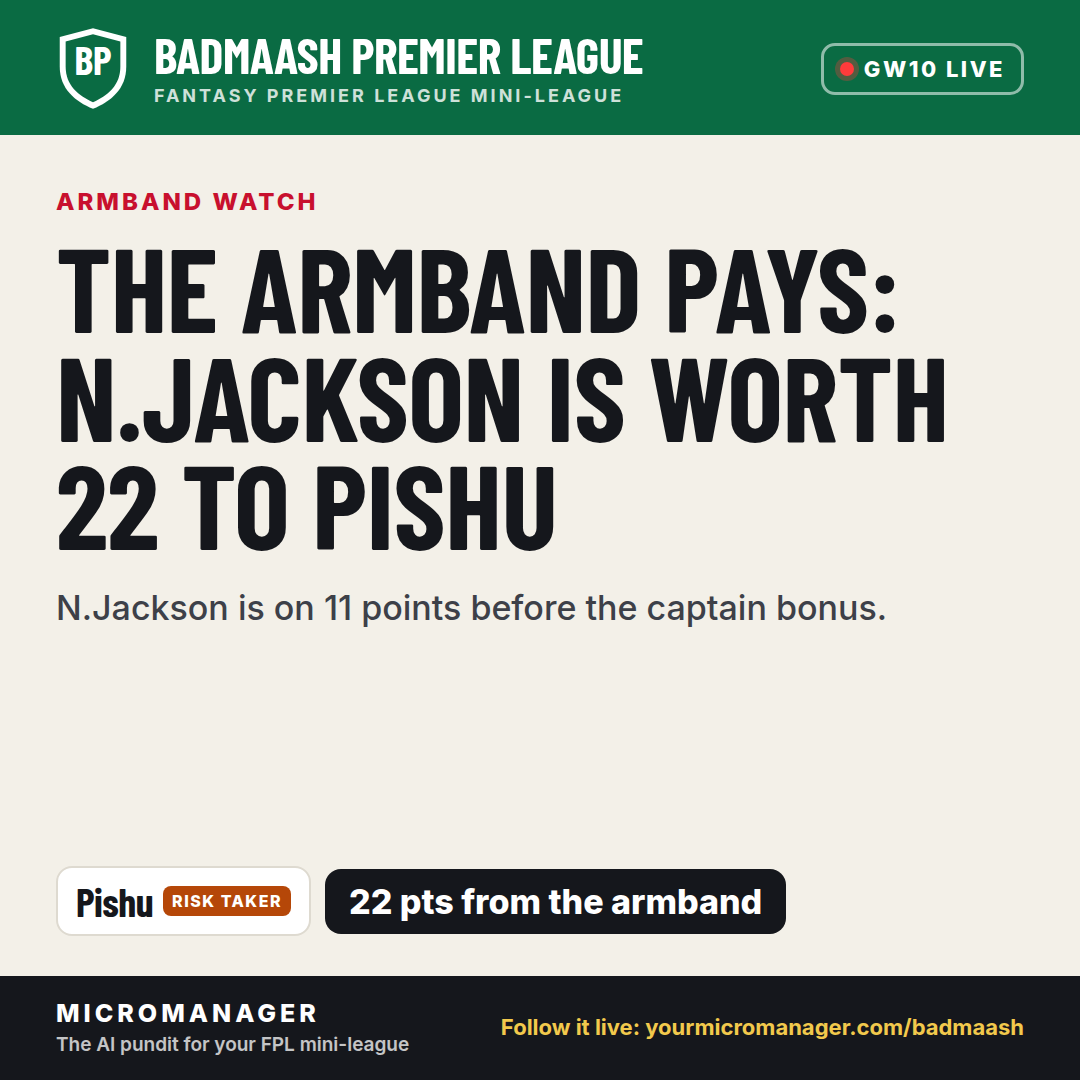 BP
BADMAASH PREMIER LEAGUE
FANTASY PREMIER LEAGUE MINI-LEAGUE
GW10 LIVE
ARMBAND WATCH
THE ARMBAND PAYS:
N.JACKSON IS WORTH
22 TO PISHU
N.Jackson is on 11 points before the captain bonus.
Pishu RISK TAKER
22 pts from the armband
MICROMANAGER
The AI pundit for your FPL mini-league
Follow it live: yourmicromanager.com/badmaash